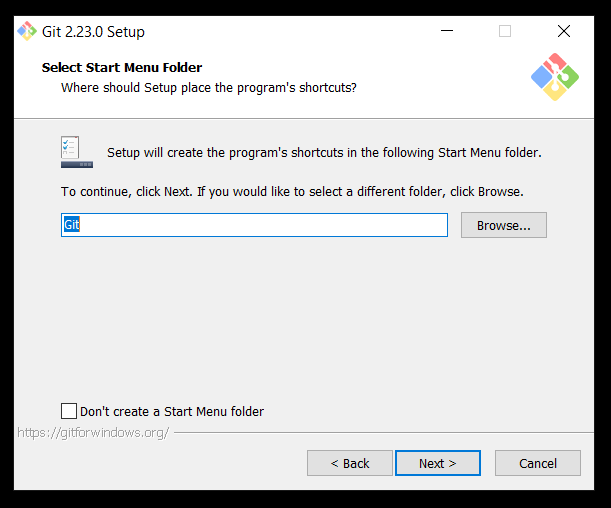 Git 2.23.0 Setup
Select Start Menu Folder
Where should Setup place the program's shortcuts?
Setup will create the program's shortcuts in the following Start Menu folder.
To continue, click Next. If you would like to select a different folder, click Browse.
Git
Browse...
Don't create a Start Menu folder
https://gitforwindows.org/
< Back
Next >
Cancel